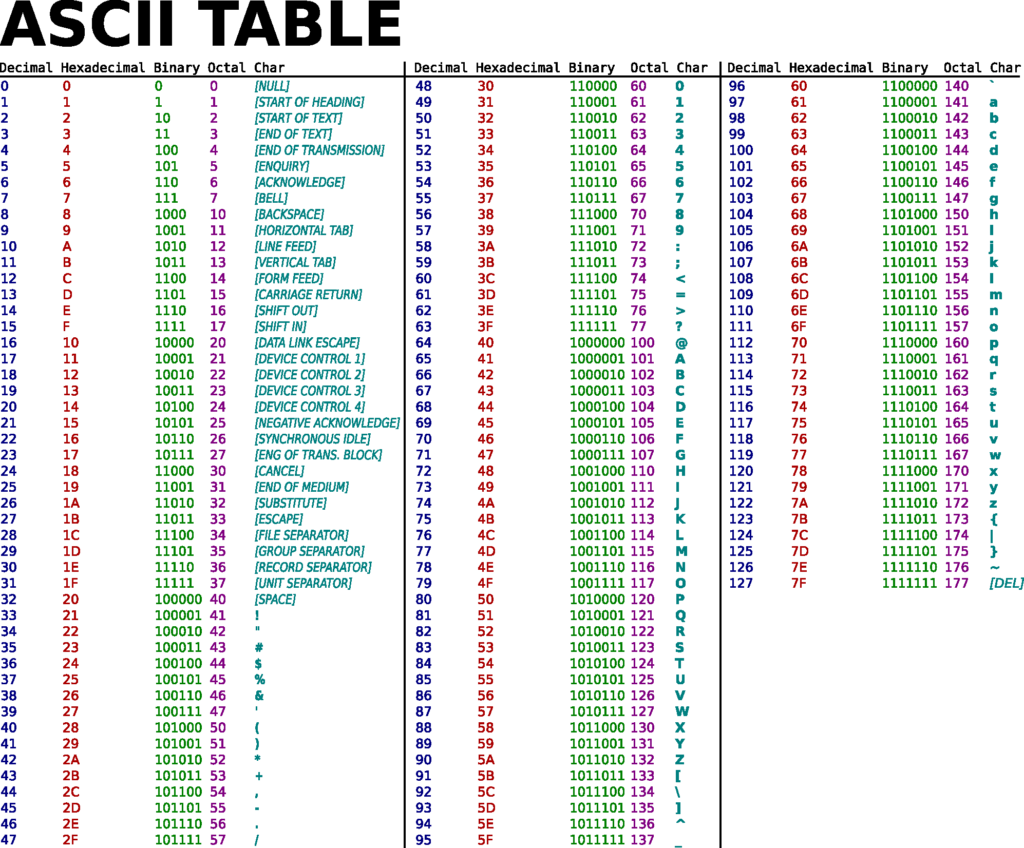 ASCII TABLE
Decimal Hexadecimal Binary Octal Char
0 0 0 0 [NULL]
1 1 1 1 [START OF HEADING]
2 2 10 2 [START OF TEXT]
3 3 11 3 [END OF TEXT]
4 4 100 4 [END OF TRANSMISSION]
5 5 101 5 [ENQUIRY]
6 6 110 6 [ACKNOWLEDGE]
7 7 111 7 [BELL]
8 8 1000 10 [BACKSPACE]
9 9 1001 11 [HORIZONTAL TAB]
10 A 1010 12 [LINE FEED]
11 B 1011 13 [VERTICAL TAB]
12 C 1100 14 [FORM FEED]
13 D 1101 15 [CARRIAGE RETURN]
14 E 1110 16 [SHIFT OUT]
15 F 1111 17 [SHIFT IN]
16 10 10000 20 [DATA LINK ESCAPE]
17 11 10001 21 [DEVICE CONTROL 1]
18 12 10010 22 [DEVICE CONTROL 2]
19 13 10011 23 [DEVICE CONTROL 3]
20 14 10100 24 [DEVICE CONTROL 4]
21 15 10101 25 [NEGATIVE ACKNOWLEDGE]
22 16 10110 26 [SYNCHRONOUS IDLE]
23 17 10111 27 [ENG OF TRANS. BLOCK]
24 18 11000 30 [CANCEL]
25 19 11001 31 [END OF MEDIUM]
26 1A 11010 32 [SUBSTITUTE]
27 1B 11011 33 [ESCAPE]
28 1C 11100 34 [FILE SEPARATOR]
29 1D 11101 35 [GROUP SEPARATOR]
30 1E 11110 36 [RECORD SEPARATOR]
31 1F 11111 37 [UNIT SEPARATOR]
32 20 100000 40 [SPACE]
33 21 100001 41 !
34 22 100010 42 "
35 23 100011 43 #
36 24 100100 44 $
37 25 100101 45 %
38 26 100110 46 &
39 27 100111 47 '
40 28 101000 50 (
41 29 101001 51 )
42 2A 101010 52 *
43 2B 101011 53 +
44 2C 101100 54 ,
45 2D 101101 55 -
46 2E 101110 56 .
47 2F 101111 57 /
Decimal Hexadecimal Binary Octal Char
48 30 110000 60 0
49 31 110001 61 1
50 32 110010 62 2
51 33 110011 63 3
52 34 110100 64 4
53 35 110101 65 5
54 36 110110 66 6
55 37 110111 67 7
56 38 111000 70 8
57 39 111001 71 9
58 3A 111010 72 :
59 3B 111011 73 ;
60 3C 111100 74 <
61 3D 111101 75 =
62 3E 111110 76 >
63 3F 111111 77 ?
64 40 1000000 100 @
65 41 1000001 101 A
66 42 1000010 102 B
67 43 1000011 103 C
68 44 1000100 104 D
69 45 1000101 105 E
70 46 1000110 106 F
71 47 1000111 107 G
72 48 1001000 110 H
73 49 1001001 111 I
74 4A 1001010 112 J
75 4B 1001011 113 K
76 4C 1001100 114 L
77 4D 1001101 115 M
78 4E 1001110 116 N
79 4F 1001111 117 O
80 50 1010000 120 P
81 51 1010001 121 Q
82 52 1010010 122 R
83 53 1010011 123 S
84 54 1010100 124 T
85 55 1010101 125 U
86 56 1010110 126 V
87 57 1010111 127 W
88 58 1011000 130 X
89 59 1011001 131 Y
90 5A 1011010 132 Z
91 5B 1011011 133 [
92 5C 1011100 134 \
93 5D 1011101 135 ]
94 5E 1011110 136 ^
95 5F 1011111 137 _
Decimal Hexadecimal Binary Octal Char
96 60 1100000 140 `
97 61 1100001 141 a
98 62 1100010 142 b
99 63 1100011 143 c
100 64 1100100 144 d
101 65 1100101 145 e
102 66 1100110 146 f
103 67 1100111 147 g
104 68 1101000 150 h
105 69 1101001 151 i
106 6A 1101010 152 j
107 6B 1101011 153 k
108 6C 1101100 154 l
109 6D 1101101 155 m
110 6E 1101110 156 n
111 6F 1101111 157 o
112 70 1110000 160 p
113 71 1110001 161 q
114 72 1110010 162 r
115 73 1110011 163 s
116 74 1110100 164 t
117 75 1110101 165 u
118 76 1110110 166 v
119 77 1110111 167 w
120 78 1111000 170 x
121 79 1111001 171 y
122 7A 1111010 172 z
123 7B 1111011 173 {
124 7C 1111100 174 |
125 7D 1111101 175 }
126 7E 1111110 176 ~
127 7F 1111111 177 [DEL]